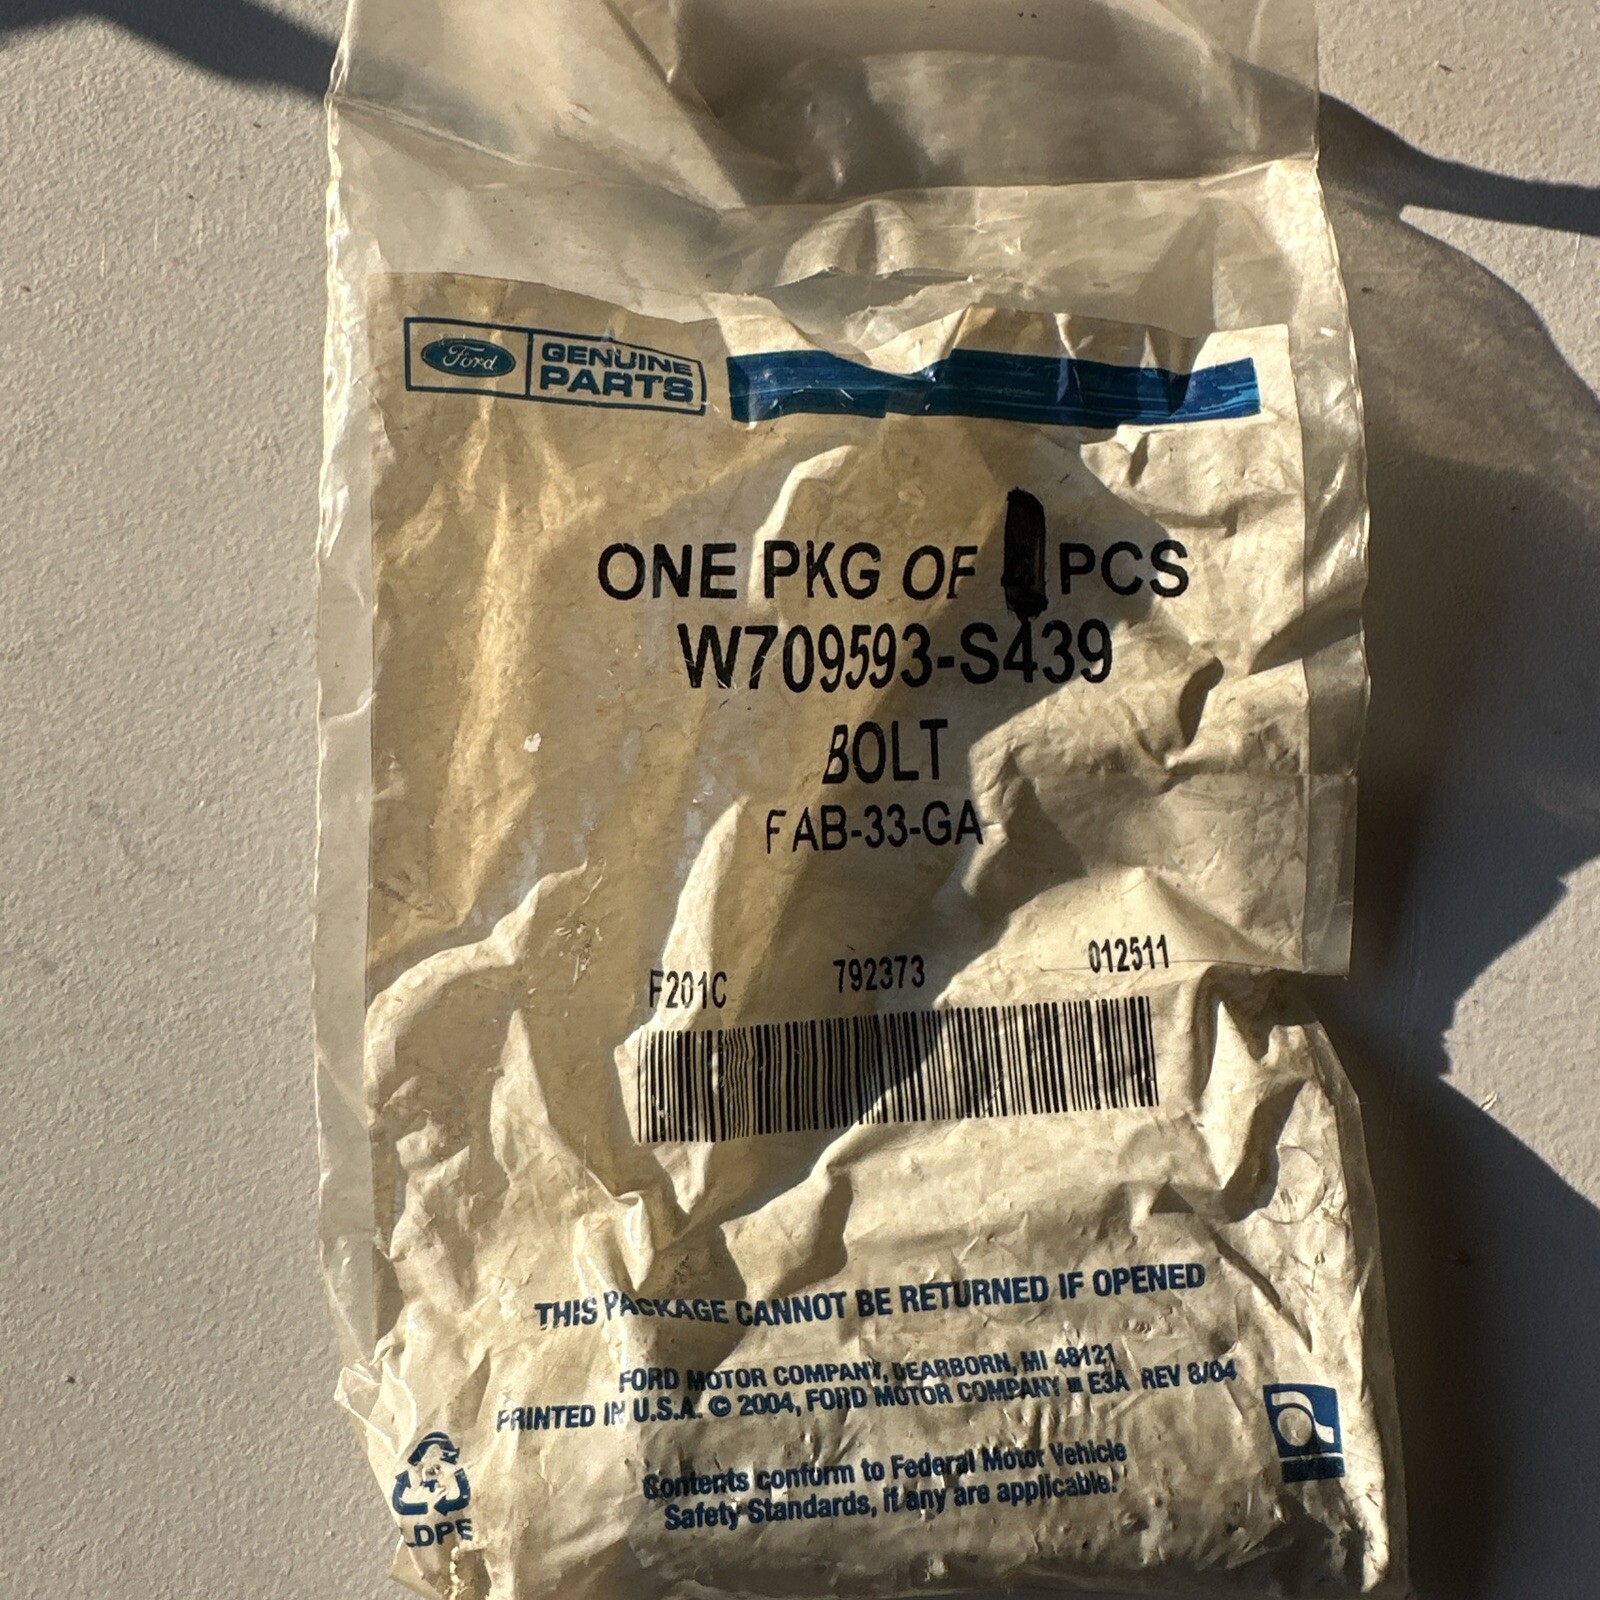 Ford GENUINE PARTS
ONE PKG OF PCS
W709593-S439
BOLT
FAB-33-GA
F201C 792373 012511
THIS PACKAGE CANNOT BE RETURNED IF OPENED
FORD MOTOR COMPANY, DEARBORN, MI 48121
PRINTED IN U.S.A. © 2004, FORD MOTOR COMPANY E3A REV 8/04
Contents conform to Federal Motor Vehicle
Safety Standards, if any are applicable.
LDPE